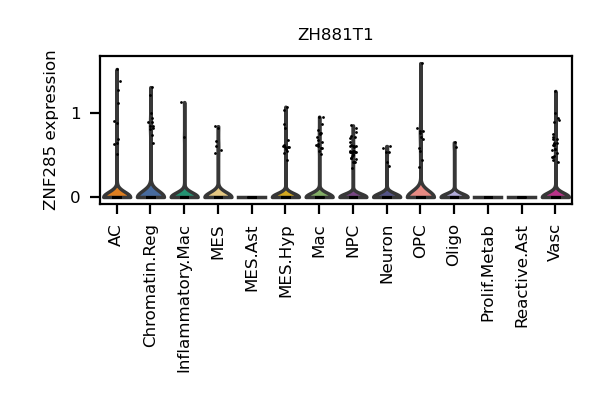 ZH881T1
ZNF285 expression
1
0
AC
Chromatin.Reg
Inflammatory.Mac
MES
MES.Ast
MES.Hyp
Mac
NPC
Neuron
OPC
Oligo
Prolif.Metab
Reactive.Ast
Vasc